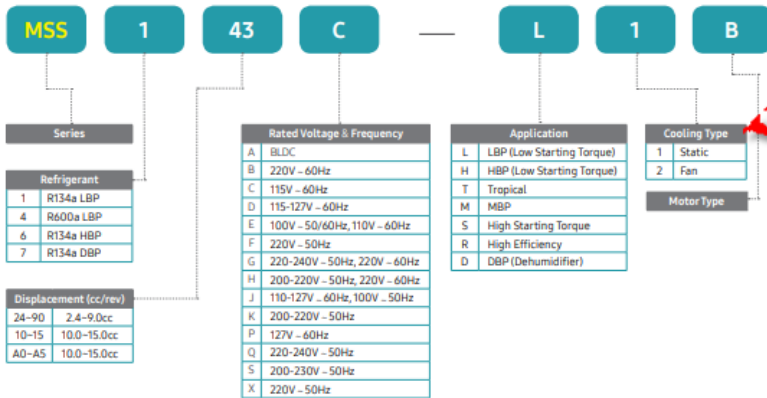 MSS 1 43 C — L 1 B
Series
Refrigerant
1 R134a LBP
4 R600a LBP
6 R134a HBP
7 R134a DBP
Displacement (cc/rev)
24~90 2.4~9.0cc
10~15 10.0~15.0cc
A0~A5 10.0~15.0cc
Rated Voltage & Frequency
A BLDC
B 220V ~ 60Hz
C 115V ~ 60Hz
D 115-127V ~ 60Hz
E 100V ~ 50/60Hz, 110V ~ 60Hz
F 220V ~ 50Hz
G 220-240V ~ 50Hz, 220V ~ 60Hz
H 200-220V ~ 50Hz, 220V ~ 60Hz
J 110-127V ~ 60Hz, 100V ~ 50Hz
K 200-220V ~ 50Hz
P 127V ~ 60Hz
Q 220-240V ~ 50Hz
S 200-230V ~ 50Hz
X 220V ~ 50Hz
Application
L LBP (Low Starting Torque)
H HBP (Low Starting Torque)
T Tropical
M MBP
S High Starting Torque
R High Efficiency
D DBP (Dehumidifier)
Cooling Type
1 Static
2 Fan
Motor Type